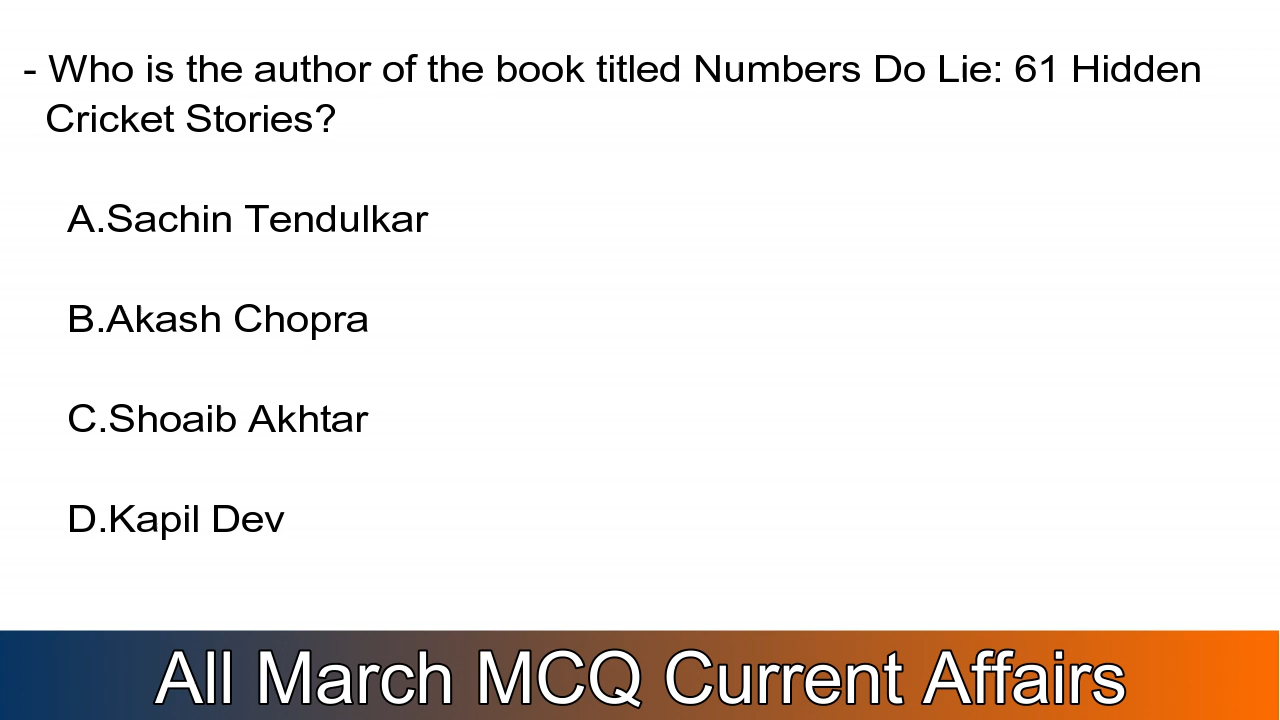 - Who is the author of the book titled Numbers Do Lie: 61 Hidden
Cricket Stories?
A.Sachin Tendulkar
B.Akash Chopra
C.Shoaib Akhtar
D.Kapil Dev
All March MCQ Current Affairs